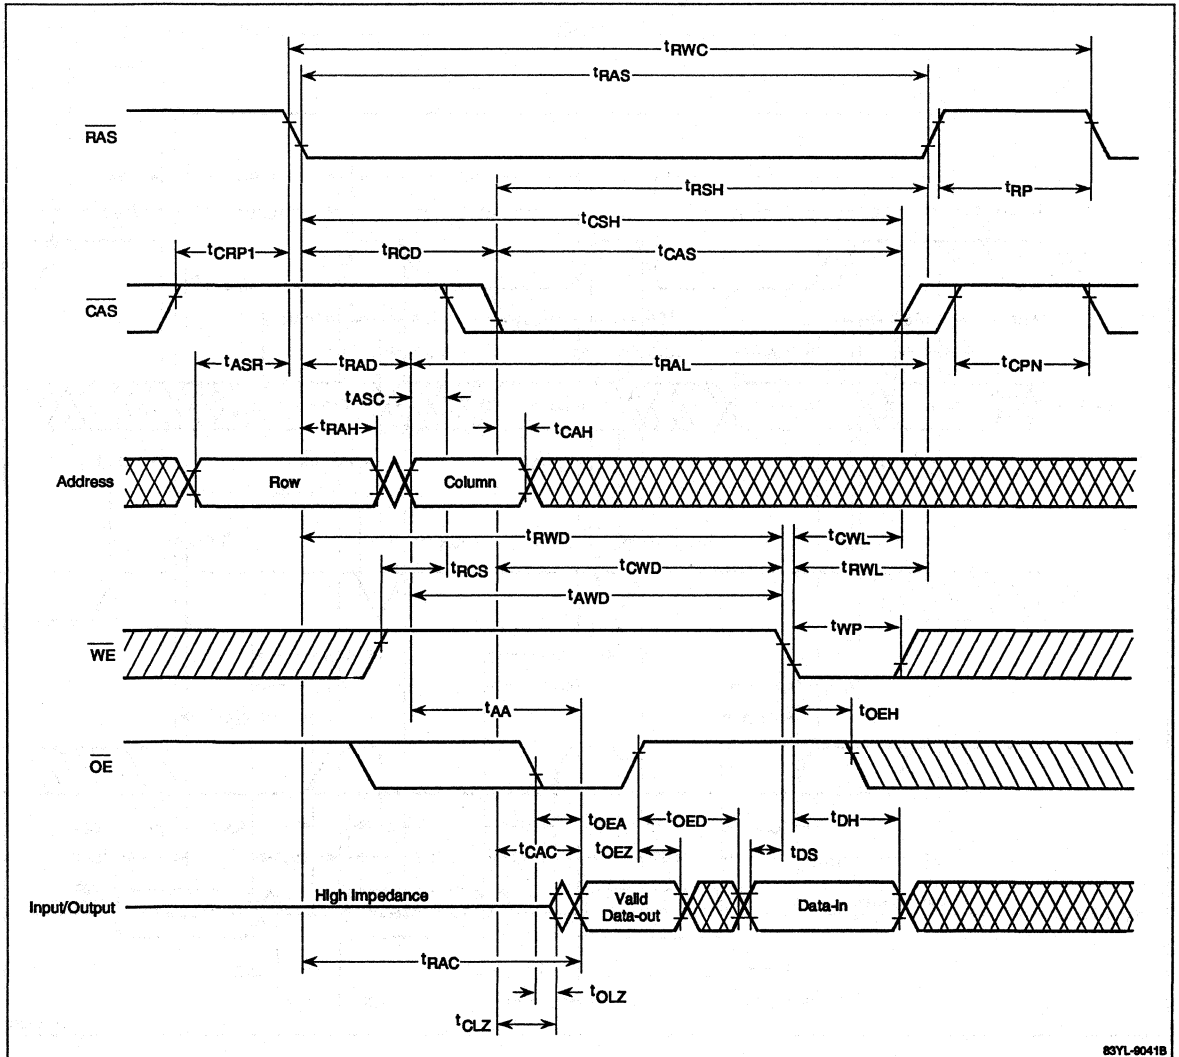 tRWC
tRAS
RAS
tRSH
tRP
tCSH
tCRP1
tRCD
tCAS
CAS
tASR
tRAD
tRAL
tCPN
tASC
tRAH
tCAH
Address
Row
Column
tRWD
tCWL
tRCS
tCWD
tRWL
tAWD
tWP
WE
tAA
tOEH
OE
tOEA
tOED
tDH
tCAC
tOEZ
tDS
High Impedance
Input/Output
Valid
Data-out
Data-in
tRAC
tOLZ
tCLZ
83YL-9041B